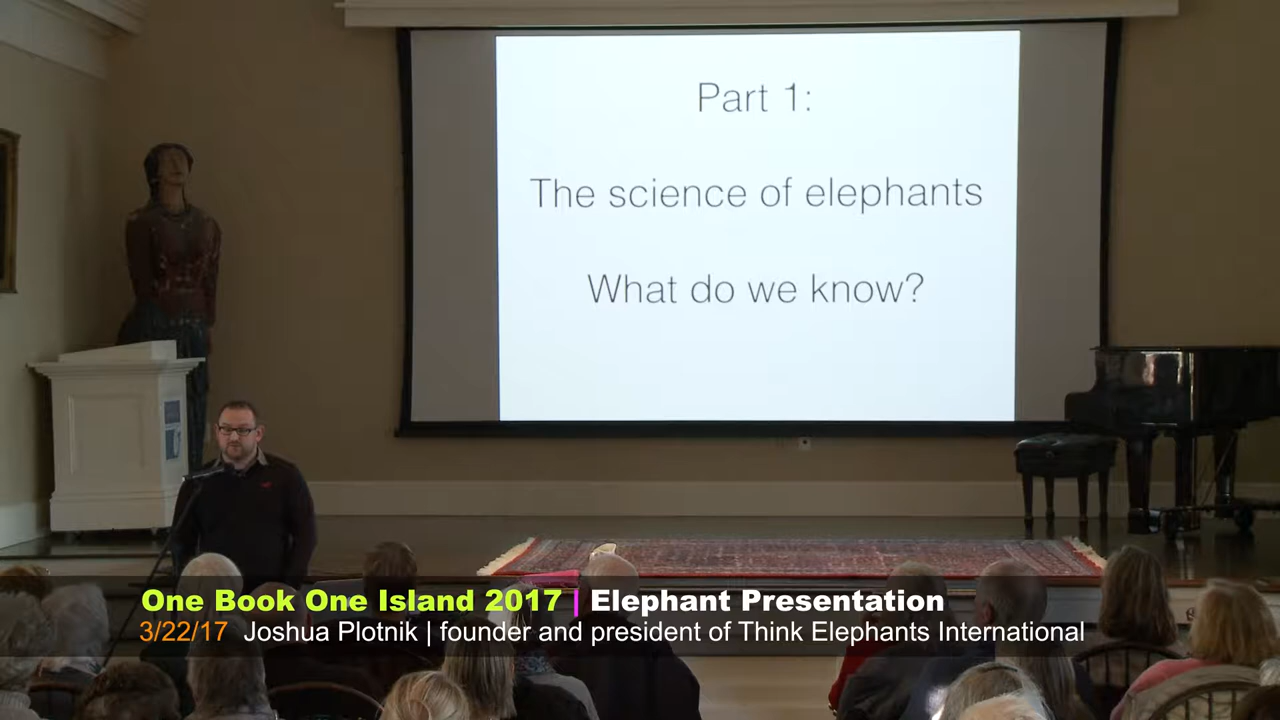 Part 1:
The science of elephants
What do we know?
One Book One Island 2017 | Elephant Presentation
3/22/17 Joshua Plotnik | founder and president of Think Elephants International